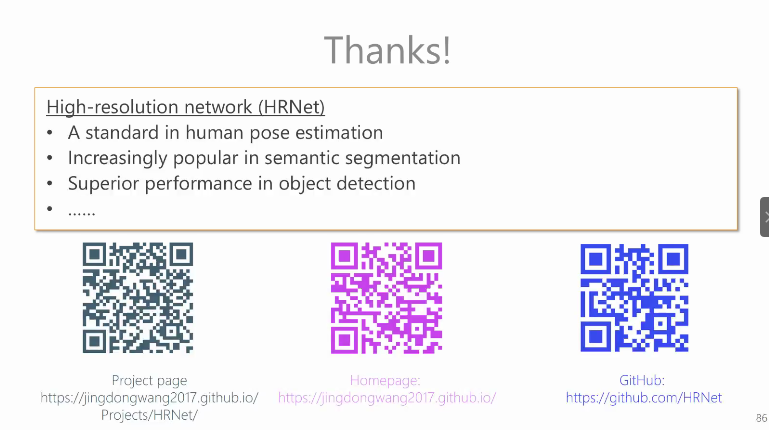 Thanks!
High-resolution network (HRNet)
• A standard in human pose estimation
• Increasingly popular in semantic segmentation
• Superior performance in object detection
• ……
Project page
https://jingdongwang2017.github.io/
Projects/HRNet/
Homepage:
https://jingdongwang2017.github.io/
GitHub:
https://github.com/HRNet
86